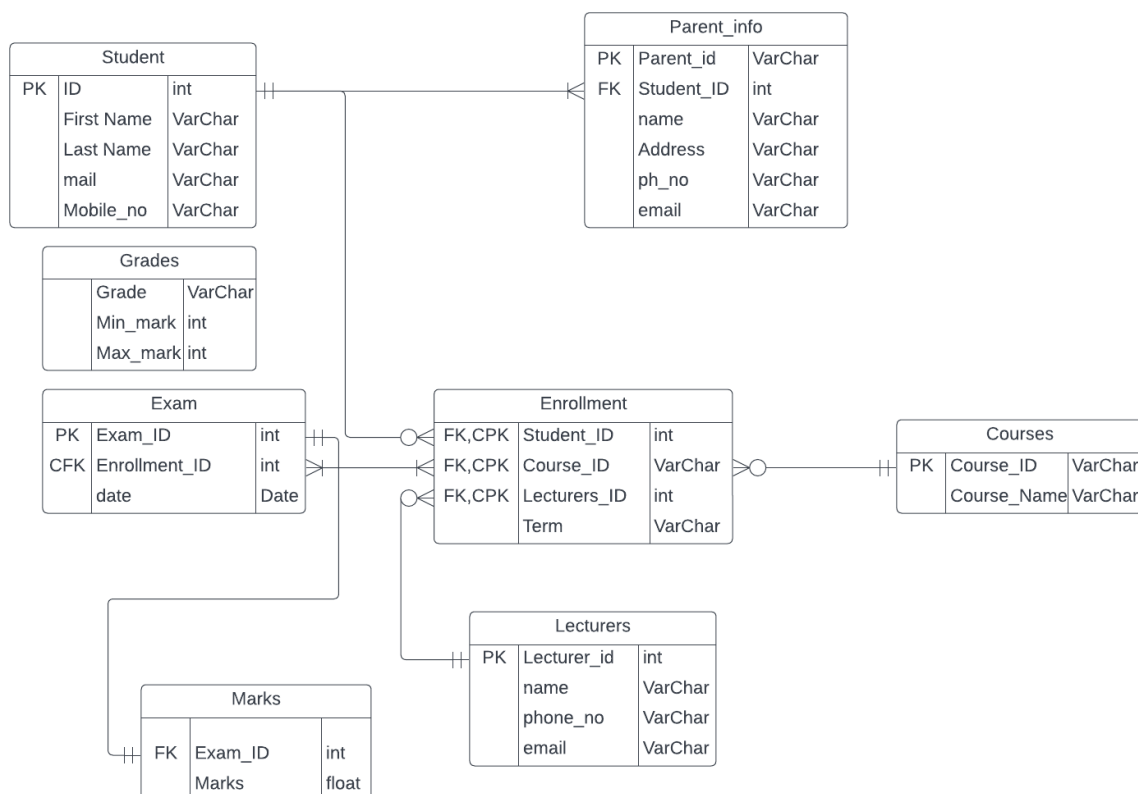 Student
PK ID int
First Name VarChar
Last Name VarChar
mail VarChar
Mobile_no VarChar
Parent_info
PK Parent_id VarChar
FK Student_ID int
name VarChar
Address VarChar
ph_no VarChar
email VarChar
Grades
Grade VarChar
Min_mark int
Max_mark int
Exam
PK Exam_ID int
CFK Enrollment_ID int
date Date
Enrollment
FK,CPK Student_ID int
FK,CPK Course_ID VarChar
FK,CPK Lecturers_ID int
Term VarChar
Courses
PK Course_ID VarChar
Course_Name VarChar
Lecturers
PK Lecturer_id int
name VarChar
phone_no VarChar
email VarChar
Marks
FK Exam_ID int
Marks float